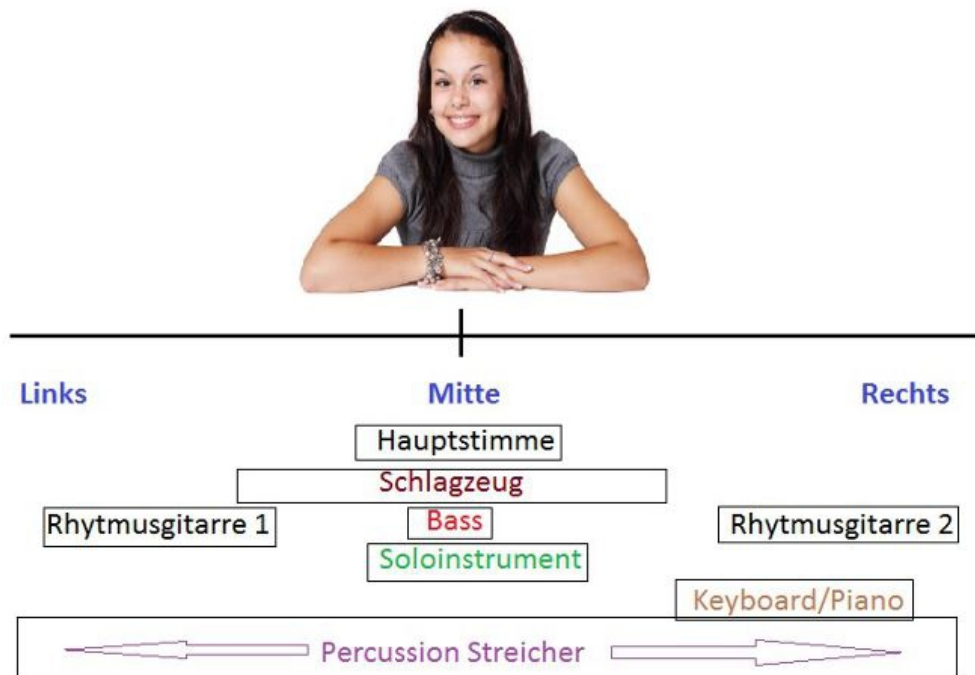 Links Mitte Rechts
Hauptstimme
Schlagzeug
Rhytmusgitarre 1 Bass Rhytmusgitarre 2
Soloinstrument
Keyboard/Piano
Percussion Streicher